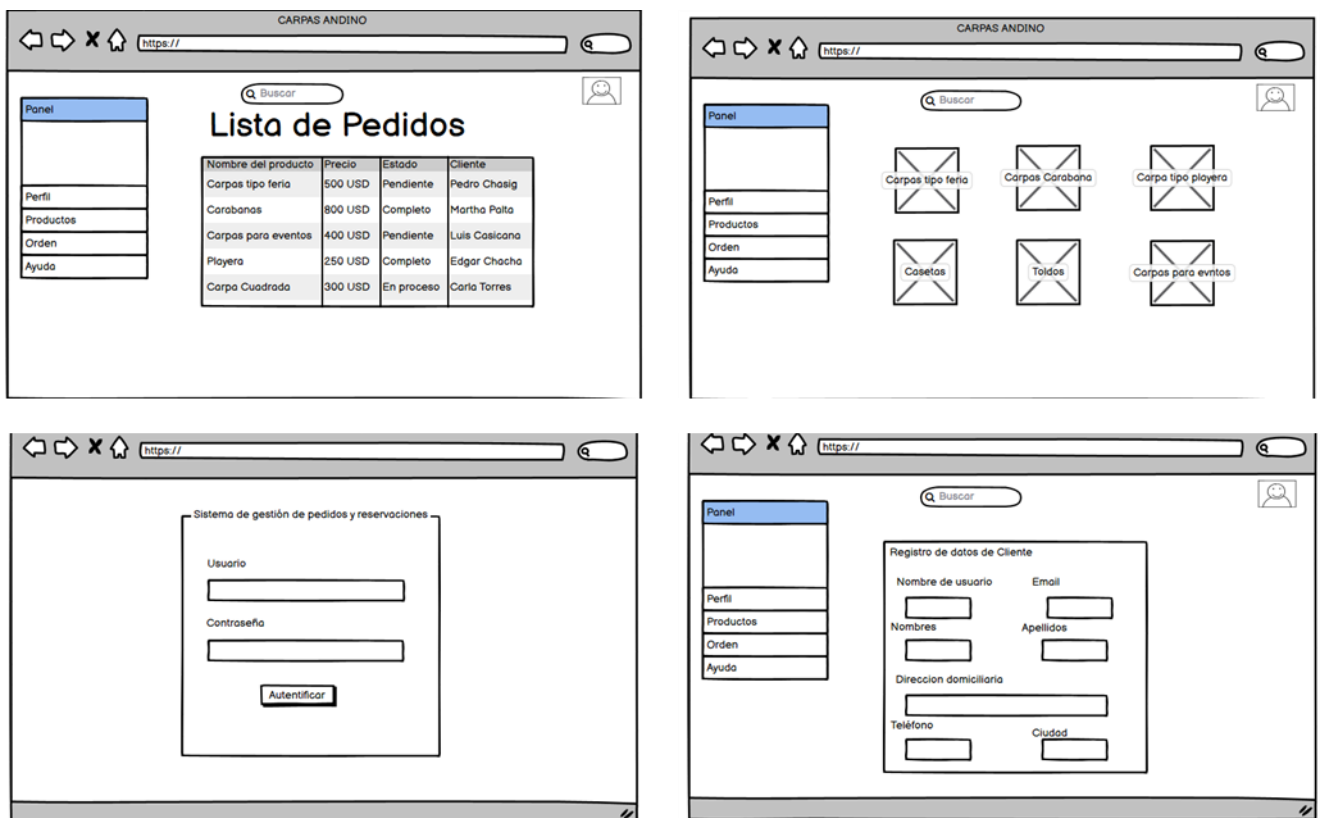 CARPAS ANDINO
https://
Buscar
Panel
Perfil
Productos
Orden
Ayuda
Lista de Pedidos
Nombre del producto Precio Estado Cliente
Carpas tipo feria 500 USD Pendiente Pedro Chasig
Carabanas 800 USD Completo Martha Palta
Carpas para eventos 400 USD Pendiente Luis Casicana
Playera 250 USD Completo Edgar Chacha
Carpa Cuadrada 300 USD En proceso Carla Torres
CARPAS ANDINO
https://
Buscar
Panel
Perfil
Productos
Orden
Ayuda
Carpas tipo feria Carpas Carabana Carpa tipo playera
Casetas Toldos Carpas para evntos
https://
Sistema de gestión de pedidos y reservaciones
Usuario
Contraseña
Autentificar
https://
Buscar
Panel
Perfil
Productos
Orden
Ayuda
Registro de datos de Cliente
Nombre de usuario Email
Nombres Apellidos
Direccion domiciliaria
Teléfono Ciudad